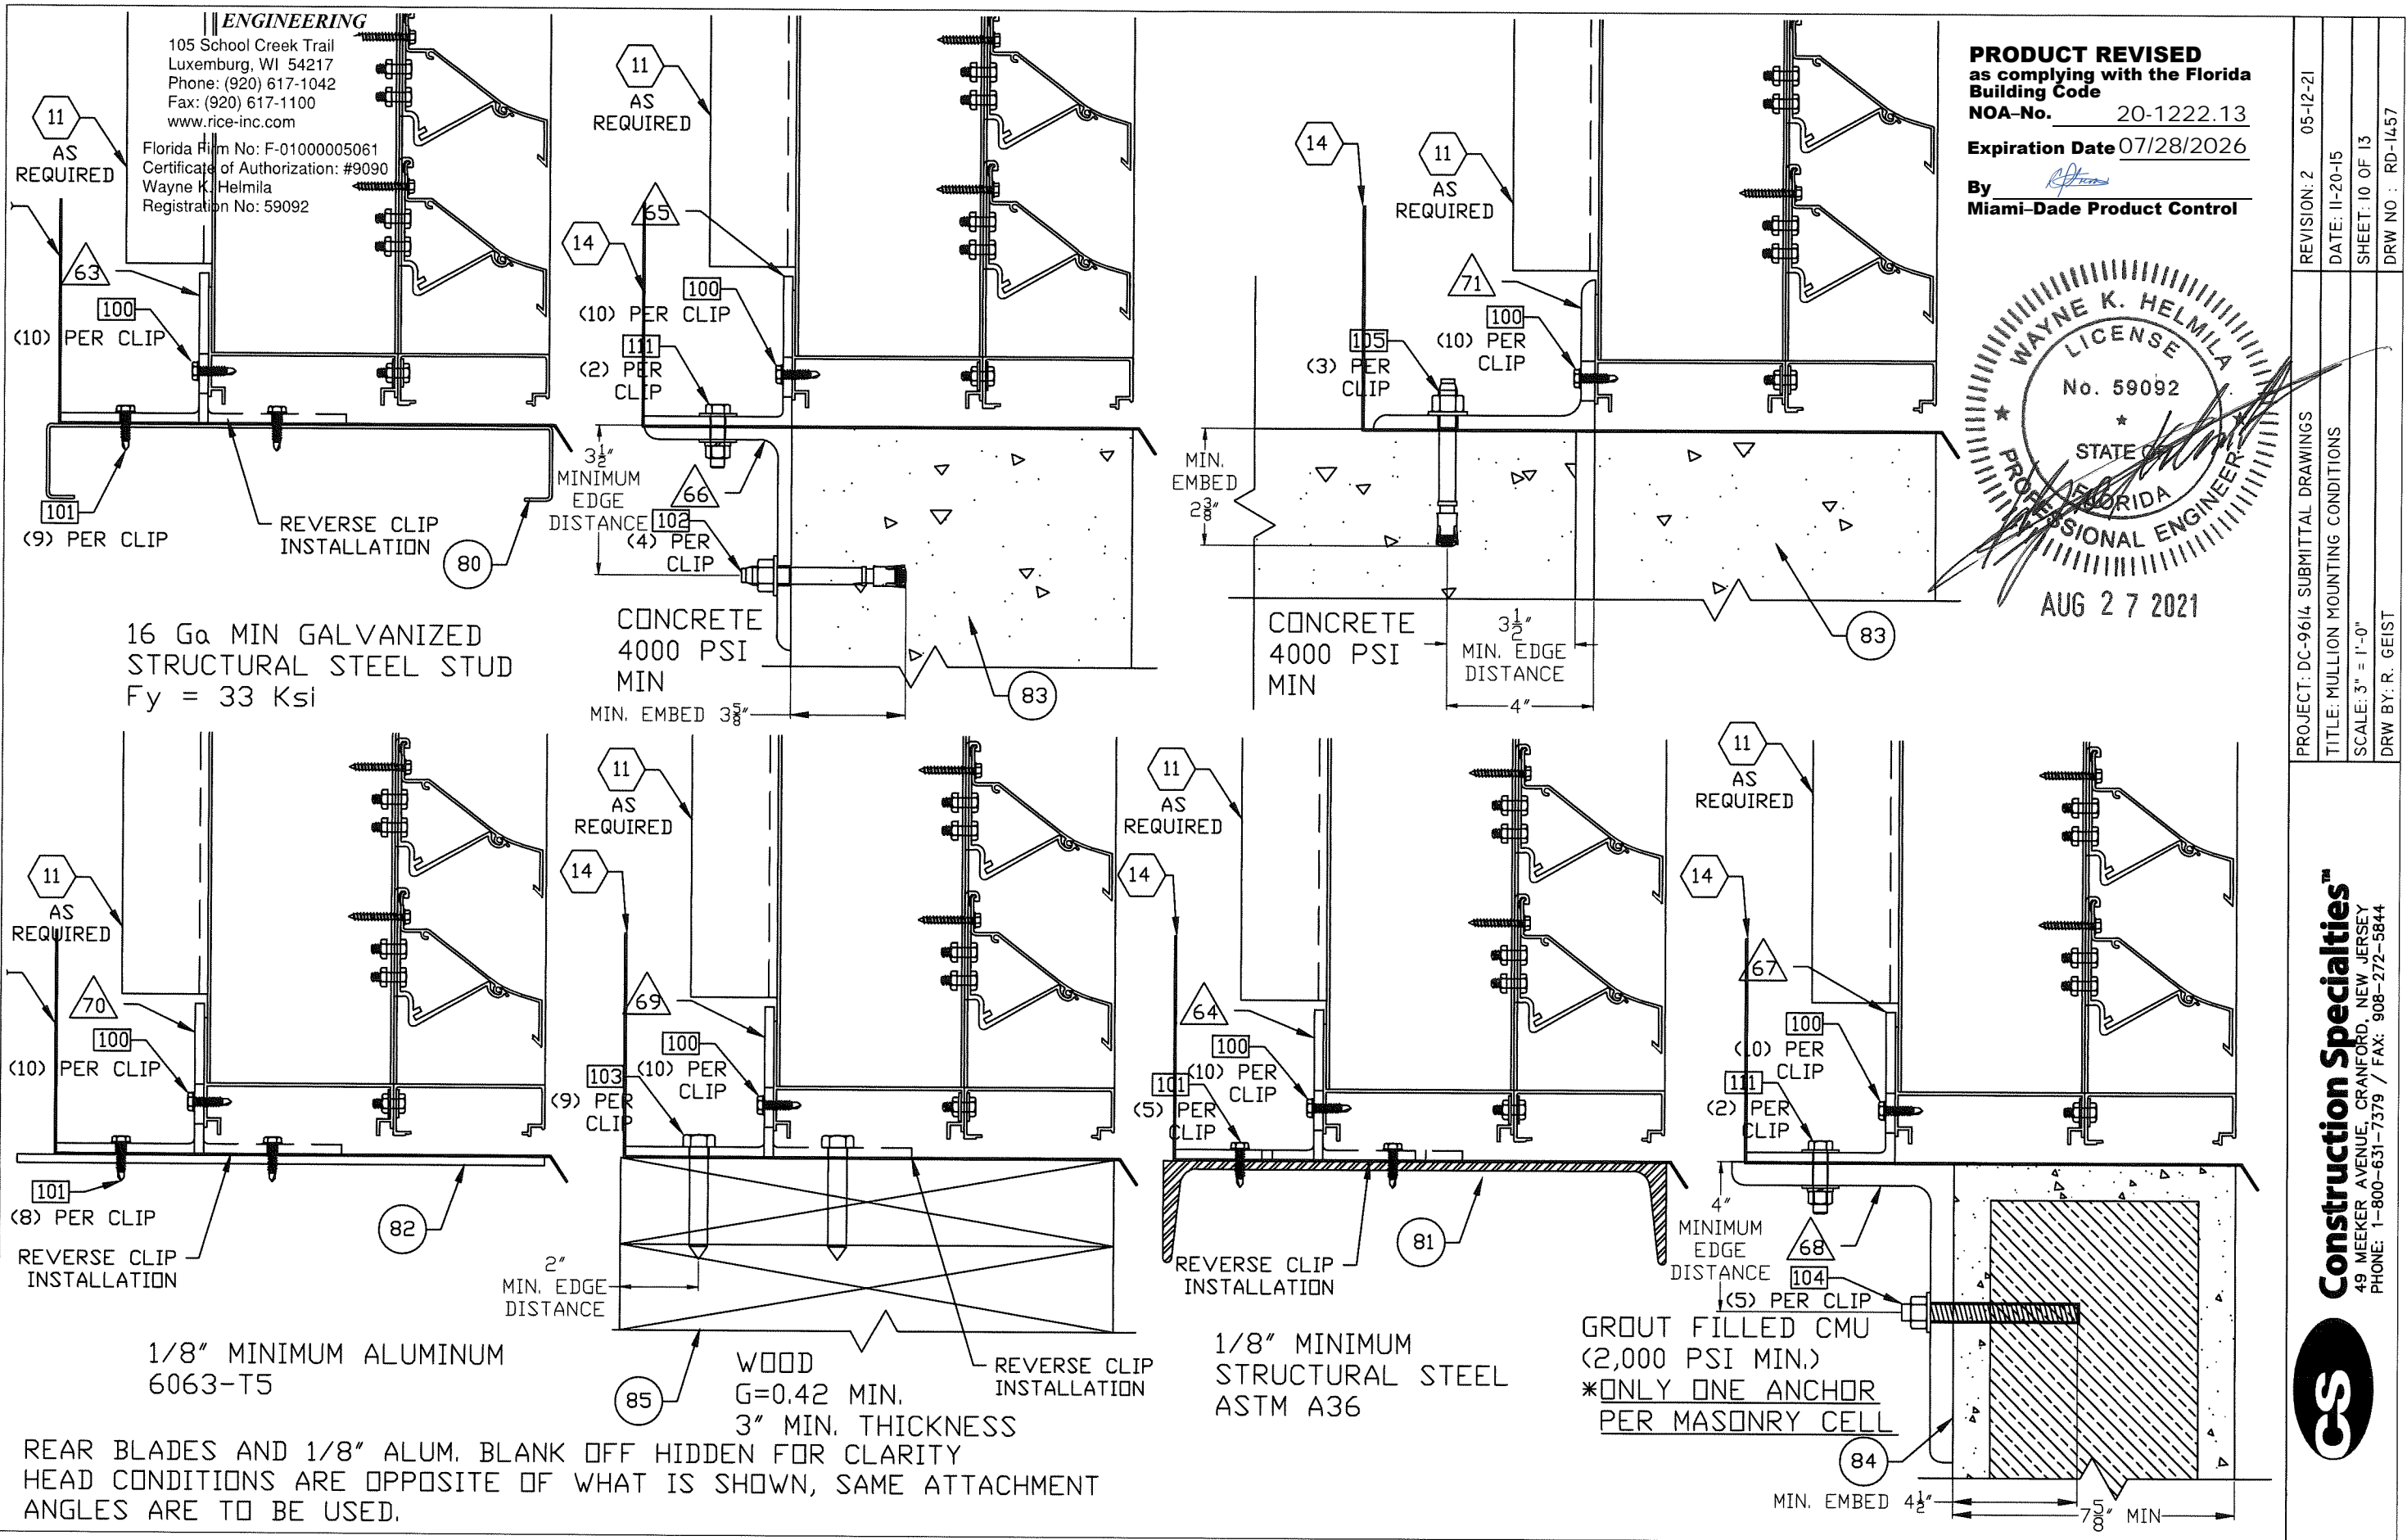 ENGINEERING
105 School Creek Trail
Luxemburg, WI 54217
Phone: (920) 617-1042
Fax: (920) 617-1100
www.rice-inc.com
Florida Firm No: F-01000005061
Certificate of Authorization: #9090
Wayne K. Helmila
Registration No: 59092
11
AS
REQUIRED
63
100
(10) PER CLIP
101
(9) PER CLIP
REVERSE CLIP
INSTALLATION
80
16 Ga MIN GALVANIZED
STRUCTURAL STEEL STUD
Fy = 33 Ksi
11
AS
REQUIRED
65
14
100
(10) PER CLIP
111
(2) PER
CLIP
3 1/2"
MINIMUM
EDGE
DISTANCE
66
102
(4) PER
CLIP
CONCRETE
4000 PSI
MIN
83
MIN. EMBED 3 5/8"
14
11
AS
REQUIRED
71
100
(10) PER
CLIP
105
(3) PER
CLIP
MIN.
EMBED
2 3/8"
CONCRETE
4000 PSI
MIN
3 1/2"
MIN. EDGE
DISTANCE
4"
83
PRODUCT REVISED
as complying with the Florida
Building Code
NOA–No. 20-1222.13
Expiration Date 07/28/2026
By
Miami–Dade Product Control
WAYNE K. HELMILA
LICENSE
No. 59092
STATE OF
FLORIDA
PROFESSIONAL ENGINEER
AUG 27 2021
11
AS
REQUIRED
70
100
(10) PER CLIP
101
(8) PER CLIP
REVERSE CLIP
INSTALLATION
82
1/8" MINIMUM ALUMINUM
6063-T5
11
AS
REQUIRED
14
69
100
(10) PER
CLIP
103
(9) PER
CLIP
2"
MIN. EDGE
DISTANCE
85
WOOD
G=0.42 MIN.
3" MIN. THICKNESS
REVERSE CLIP
INSTALLATION
11
AS
REQUIRED
14
64
100
(10) PER
CLIP
101
(5) PER
CLIP
REVERSE CLIP
INSTALLATION
81
1/8" MINIMUM
STRUCTURAL STEEL
ASTM A36
11
AS
REQUIRED
14
67
100
(10) PER
CLIP
111
(2) PER
CLIP
4"
MINIMUM
EDGE
DISTANCE
68
104
(5) PER CLIP
GROUT FILLED CMU
(2,000 PSI MIN.)
*ONLY ONE ANCHOR
PER MASONRY CELL
84
MIN. EMBED 4 1/2"
7 5/8" MIN
REAR BLADES AND 1/8" ALUM. BLANK OFF HIDDEN FOR CLARITY
HEAD CONDITIONS ARE OPPOSITE OF WHAT IS SHOWN, SAME ATTACHMENT
ANGLES ARE TO BE USED.
PROJECT: DC-9614 SUBMITTAL DRAWINGS
REVISION: 2 05-12-21
TITLE: MULLION MOUNTING CONDITIONS
DATE: 11-20-15
SCALE: 3" = 1'-0"
SHEET: 10 OF 13
DRW BY: R. GEIST
DRW NO : RD-1457
CS
Construction Specialties™
49 MEEKER AVENUE, CRANFORD, NEW JERSEY
PHONE: 1-800-631-7379 / FAX: 908-272-5844